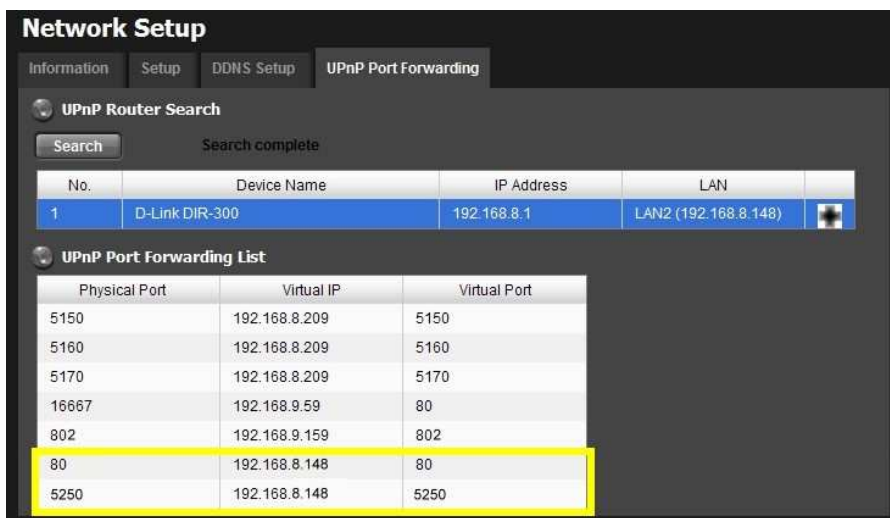 Network Setup
Information Setup DDNS Setup UPnP Port Forwarding
UPnP Router Search
Search Search complete
No. Device Name IP Address LAN
1 D-Link DIR-300 192.168.8.1 LAN2 (192.168.8.148)
UPnP Port Forwarding List
Physical Port Virtual IP Virtual Port
5150 192.168.8.209 5150
5160 192.168.8.209 5160
5170 192.168.8.209 5170
16667 192.168.9.59 80
802 192.168.9.159 802
80 192.168.8.148 80
5250 192.168.8.148 5250